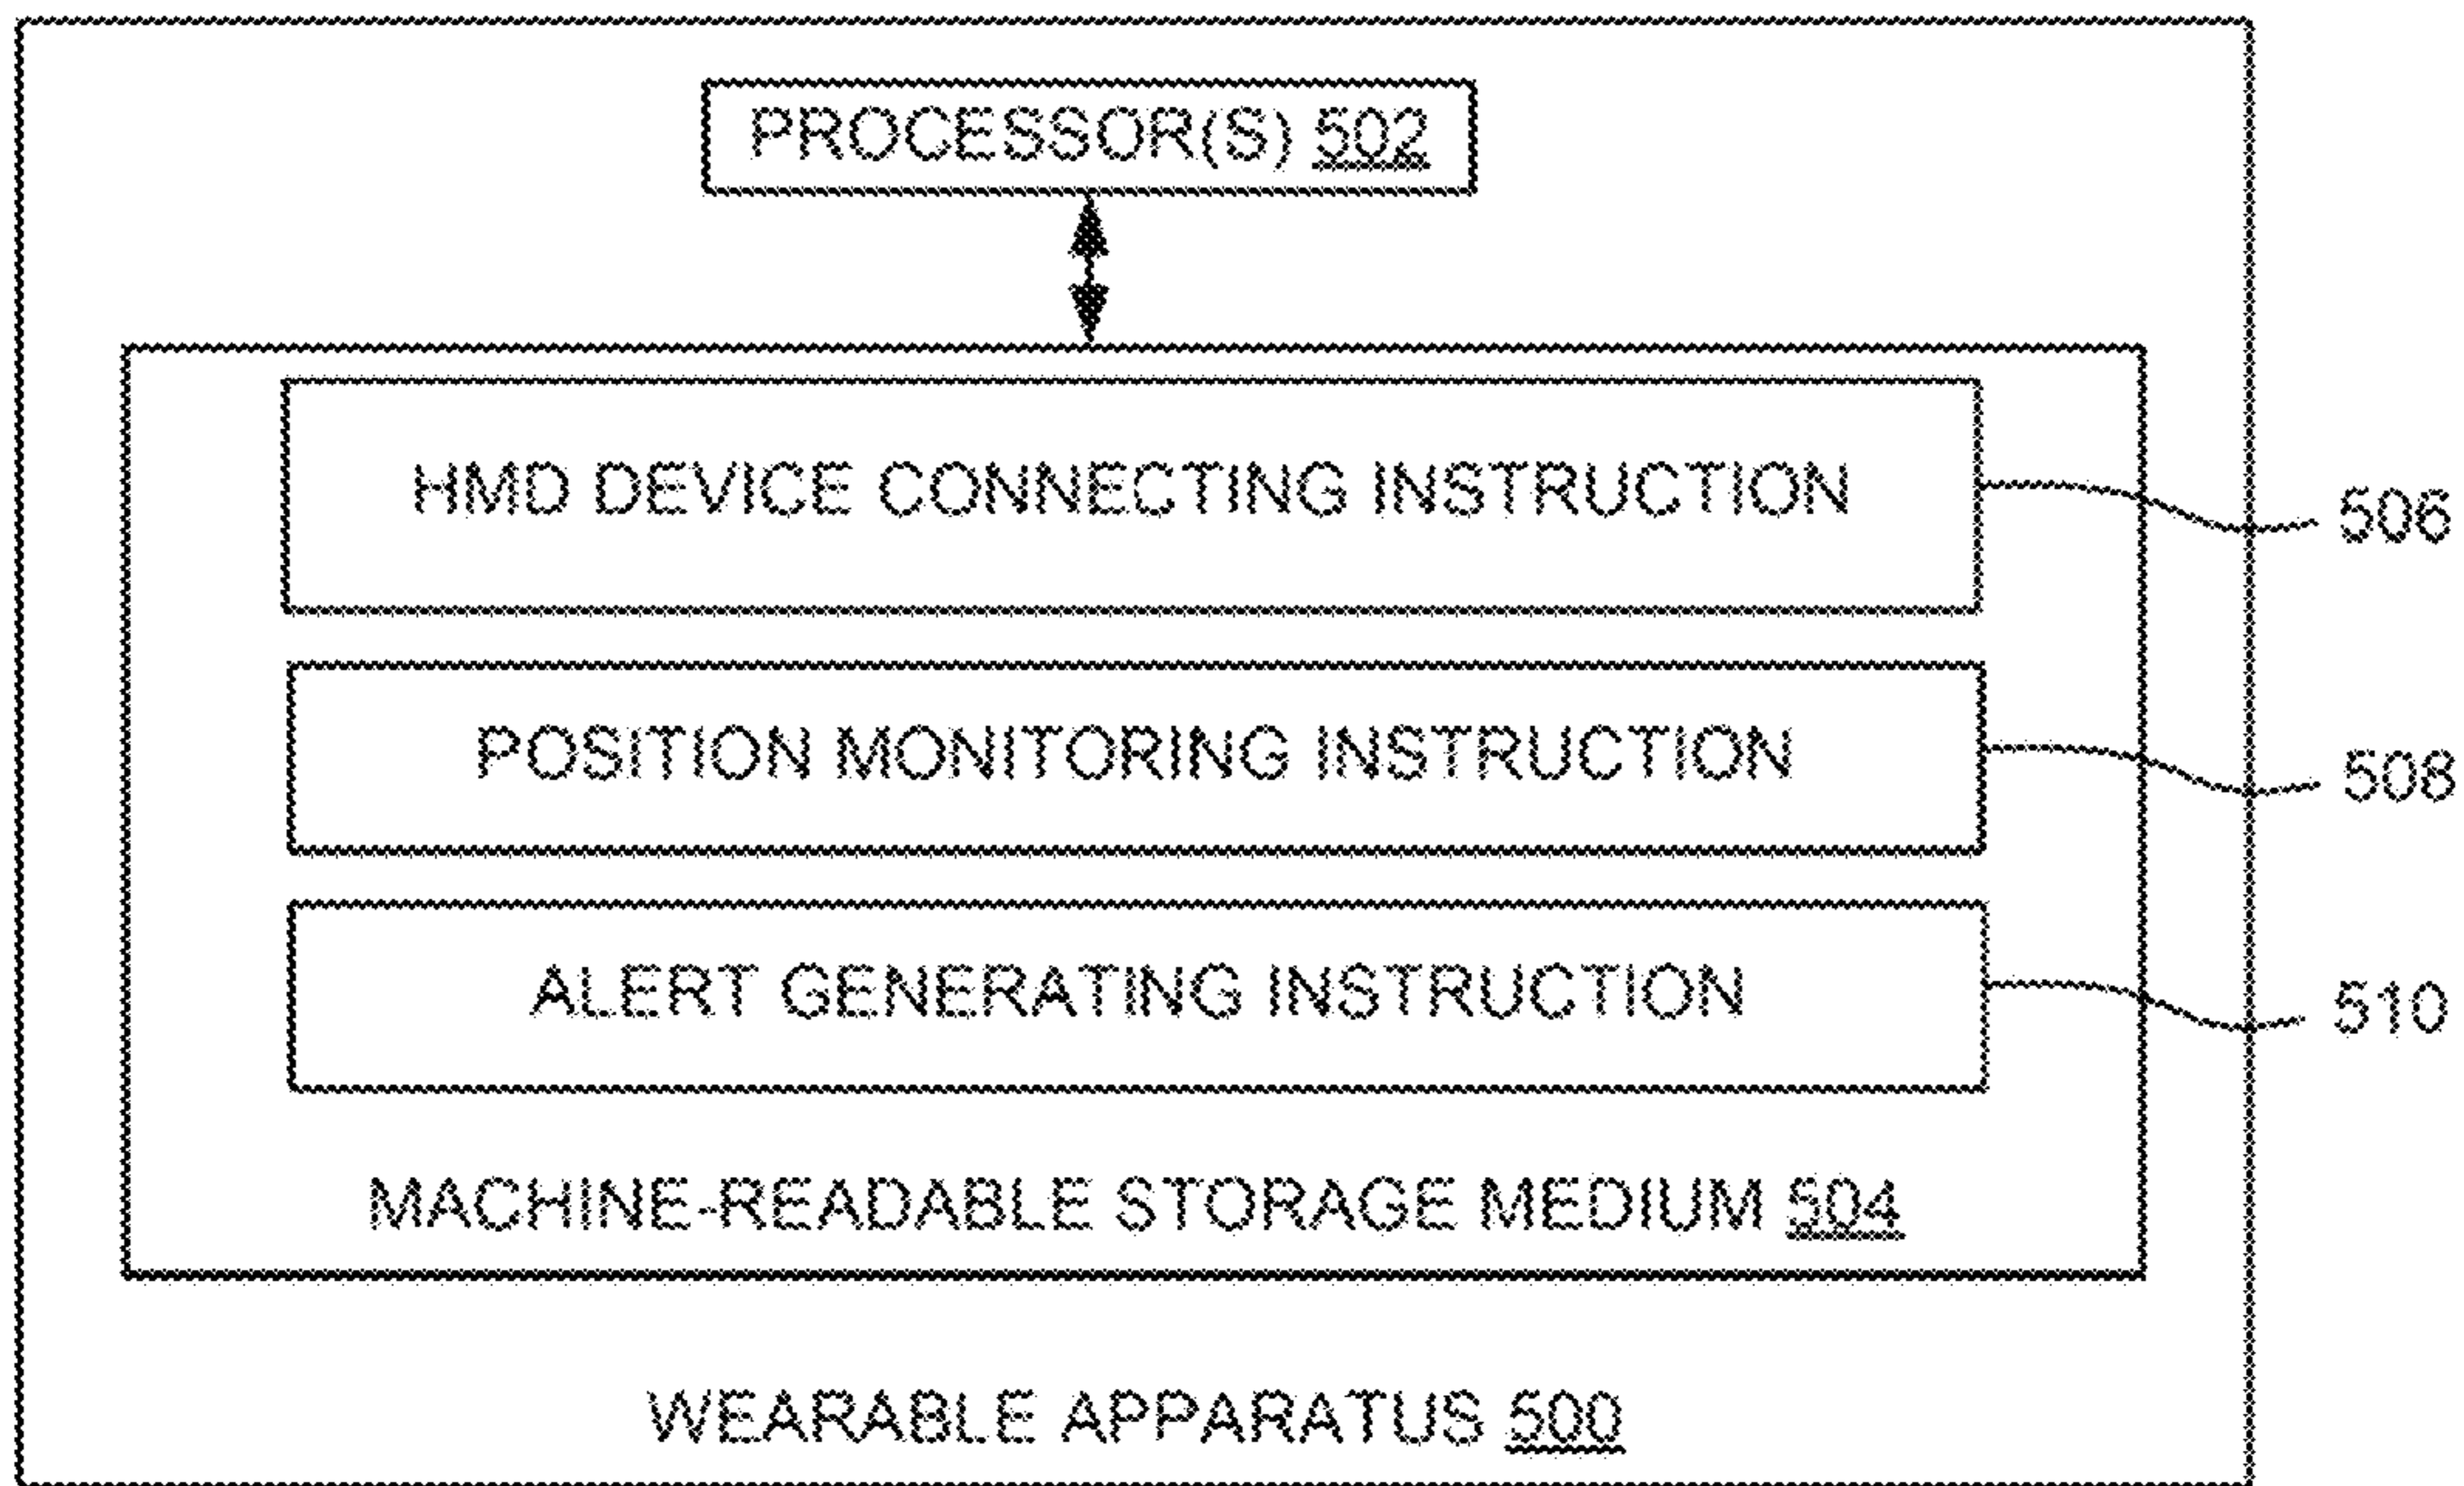 PROCESSOR(S) 502
HMD DEVICE CONNECTING INSTRUCTION
506
POSITION MONITORING INSTRUCTION
508
ALERT GENERATING INSTRUCTION
510
MACHINE-READABLE STORAGE MEDIUM 504
WEARABLE APPARATUS 500